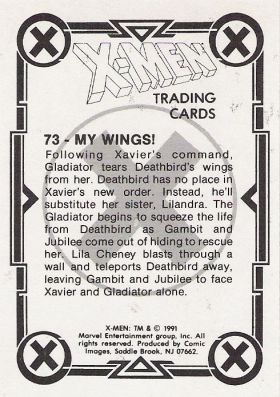 X-MEN
TRADING
CARDS
73 - MY WINGS!
Following Xavier's command,
Gladiator tears Deathbird's wings
from her. Deathbird has no place in
Xavier's new order. Instead, he'll
substitute her sister, Lilandra. The
Gladiator begins to squeeze the life
from Deathbird as Gambit and
Jubilee come out of hiding to rescue
her. Lila Cheney blasts through a
wall and teleports Deathbird away,
leaving Gambit and Jubilee to face
Xavier and Gladiator alone.
X-MEN: TM & © 1991
Marvel Entertainment group, Inc. All
rights reserved. Produced by Comic
Images, Saddle Brook, NJ 07662.